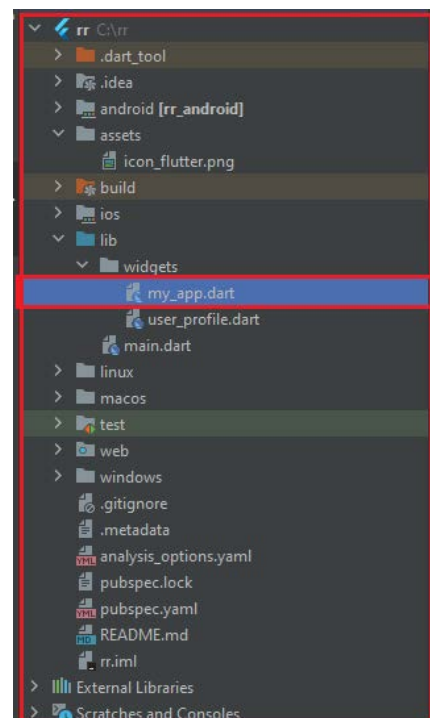 rr C:\rr
.dart_tool
.idea
android [rr_android]
assets
icon_flutter.png
build
ios
lib
widgets
my_app.dart
user_profile.dart
main.dart
linux
macos
test
web
windows
.gitignore
.metadata
analysis_options.yaml
pubspec.lock
pubspec.yaml
README.md
rr.iml
External Libraries
Scratches and Consoles